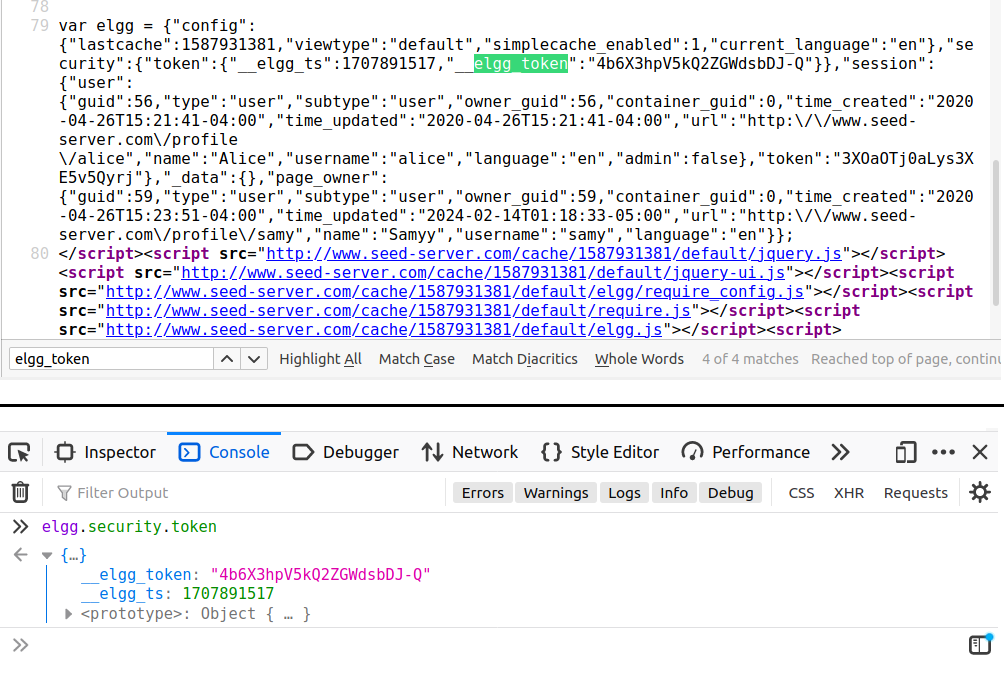 78
79 var elgg = {"config":
{"lastcache":1587931381,"viewtype":"default","simplecache_enabled":1,"current_language":"en"},"se
curity":{"token":{"__elgg_ts":1707891517,"__elgg_token":"4b6X3hpV5kQ2ZGWdsbDJ-Q"}},"session":
{"user":
{"guid":56,"type":"user","subtype":"user","owner_guid":56,"container_guid":0,"time_created":"2020
-04-26T15:21:41-04:00","time_updated":"2020-04-26T15:21:41-04:00","url":"http:\/\/www.seed-
server.com\/profile
\/alice","name":"Alice","username":"alice","language":"en","admin":false},"token":"3XOaOTj0aLys3X
E5v5Qyrj"},"_data":{},"page_owner":
{"guid":59,"type":"user","subtype":"user","owner_guid":59,"container_guid":0,"time_created":"2020
-04-26T15:23:51-04:00","time_updated":"2024-02-14T01:18:33-05:00","url":"http:\/\/www.seed-
server.com\/profile\/samy","name":"Samyy","username":"samy","language":"en"}};
80 </script><script src="http://www.seed-server.com/cache/1587931381/default/jquery.js"></script>
<script src="http://www.seed-server.com/cache/1587931381/default/jquery-ui.js"></script><script
src="http://www.seed-server.com/cache/1587931381/default/elgg/require_config.js"></script><script
src="http://www.seed-server.com/cache/1587931381/default/require.js"></script><script
src="http://www.seed-server.com/cache/1587931381/default/elgg.js"></script><script>
elgg_token Highlight All Match Case Match Diacritics Whole Words 4 of 4 matches Reached top of page, continu
Inspector Console Debugger Network Style Editor Performance
Filter Output Errors Warnings Logs Info Debug CSS XHR Requests
elgg.security.token
{…}
__elgg_token: "4b6X3hpV5kQ2ZGWdsbDJ-Q"
__elgg_ts: 1707891517
<prototype>: Object { … }